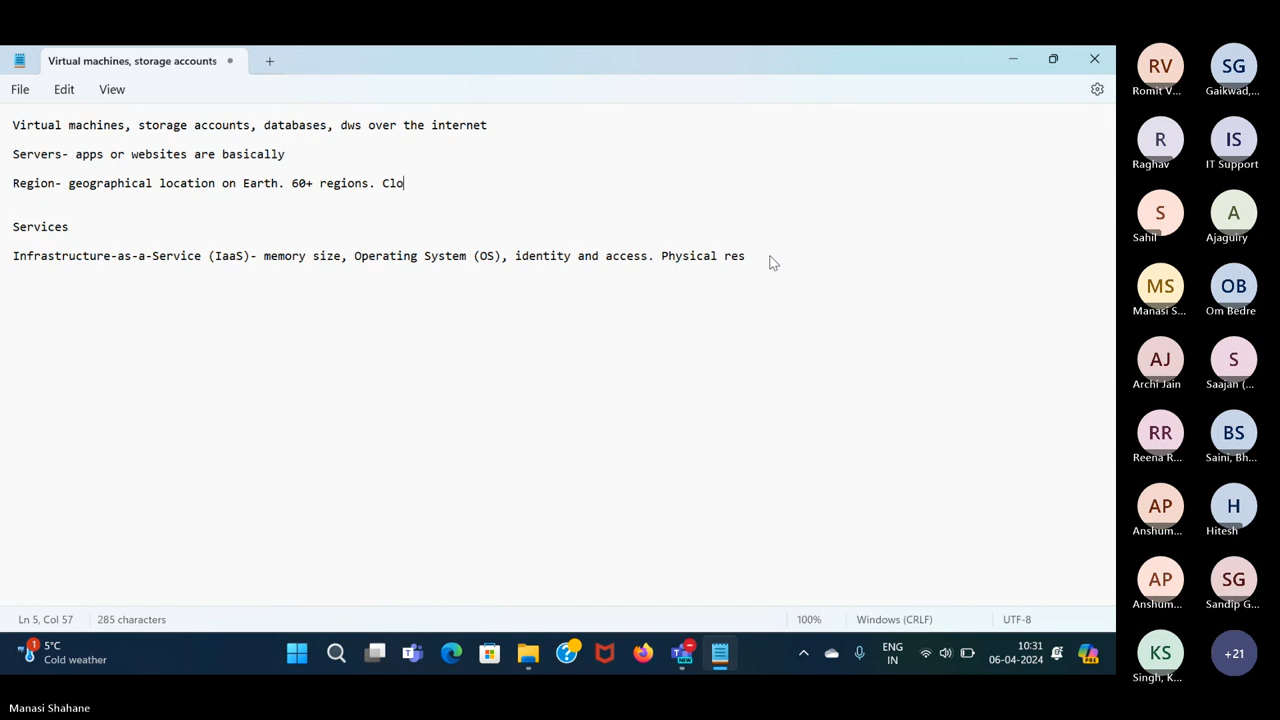 Virtual machines, storage accounts
File Edit View
Virtual machines, storage accounts, databases, dws over the internet
Servers- apps or websites are basically
Region- geographical location on Earth. 60+ regions. Clo
Services
Infrastructure-as-a-Service (IaaS)- memory size, Operating System (OS), identity and access. Physical res
Ln 5, Col 57 285 characters 100% Windows (CRLF) UTF-8
1 5°C
Cold weather
NEW
ENG
IN
10:31
06-04-2024
PRE
Manasi Shahane
RV SG
Romit V... Gaikwad,...
R IS
Raghav IT Support
S A
Sahil Ajaguiry
MS OB
Manasi S... Om Bedre
AJ S
Archi Jain Saajan (...
RR BS
Reena R... Saini, Bh...
AP H
Anshum... Hitesh
AP SG
Anshum... Sandip G...
KS +21
Singh, K...